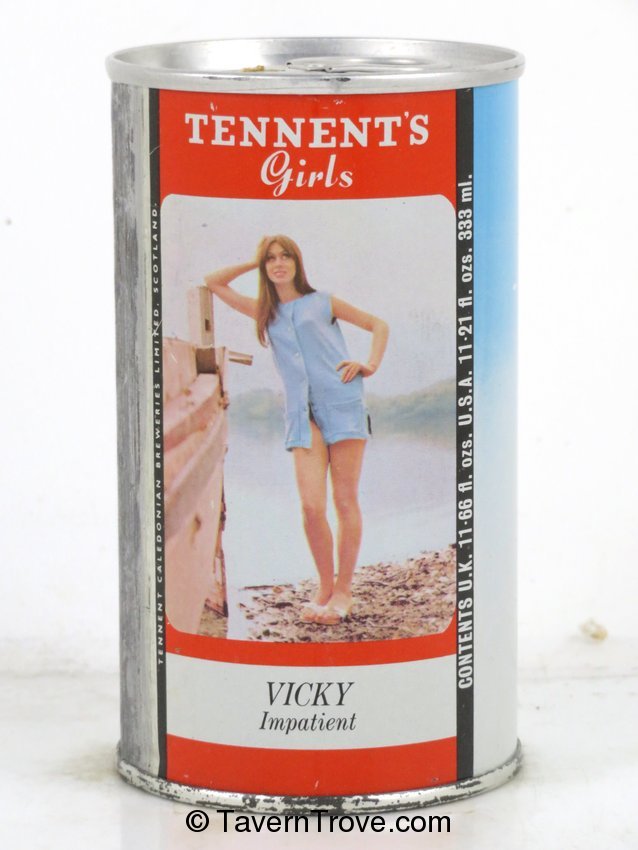 TENNENT'S
Girls
TENNENT CALEDONIAN BREWERIES LIMITED. SCOTLAND.
CONTENTS U.K. 11·66 fl. ozs. U.S.A. 11·21 fl. ozs. 333 ml.
VICKY
Impatient
© TavernTrove.com